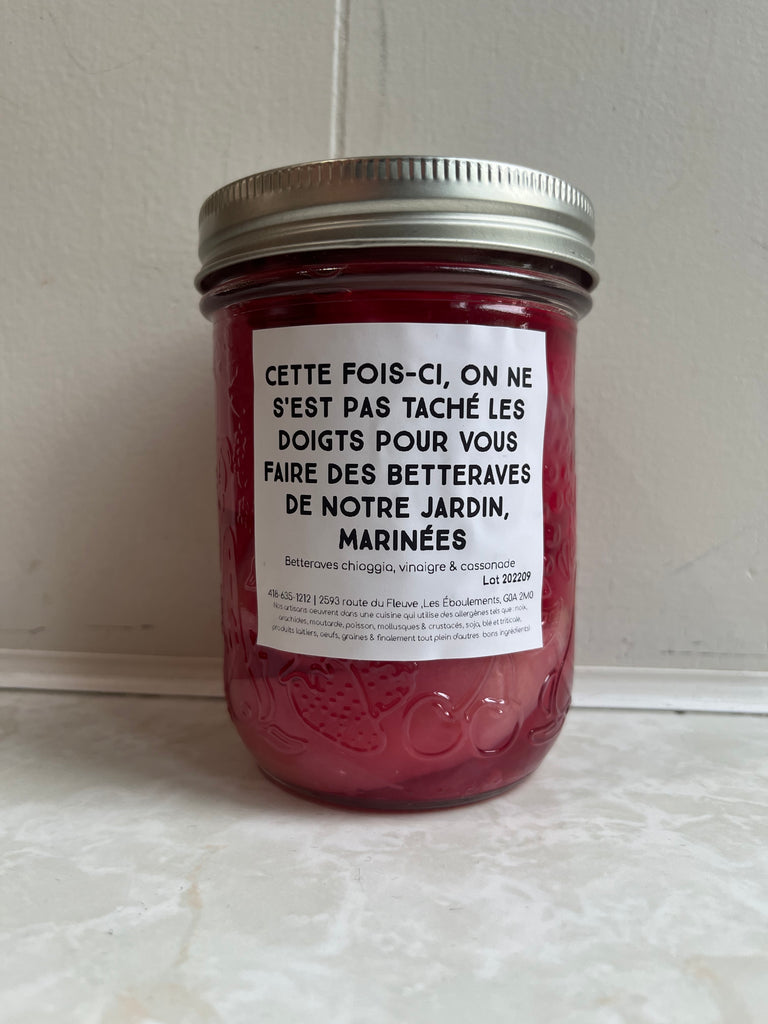 CETTE FOIS-CI, ON NE
S'EST PAS TACHÉ LES
DOIGTS POUR VOUS
FAIRE DES BETTERAVES
DE NOTRE JARDIN,
MARINÉES
Betteraves chioggia, vinaigre & cassonade
Lot 202209
418-635-1212 | 2593 route du Fleuve ,Les Éboulements, G0A 2M0
Nos artisans oeuvrent dans une cuisine qui utilise des allergènes tels que : noix,
arachides, moutarde, poisson, mollusques & crustacés, soja, blé et triticale,
produits laitiers, oeufs, graines & finalement tout plein d'autres bons ingrédients!